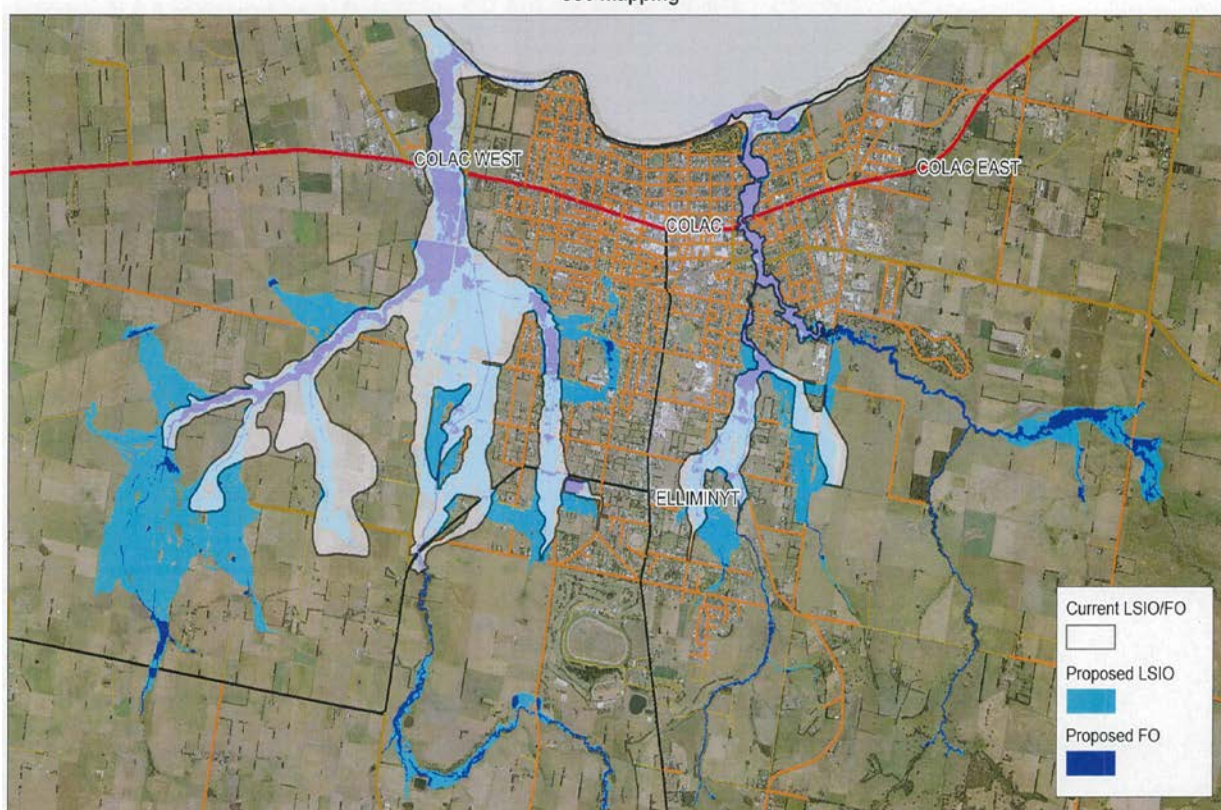 COLAC WEST
COLAC EAST
COLAC
ELLIMINYT
Current LSIO/FO
Proposed LSIO
Proposed FO